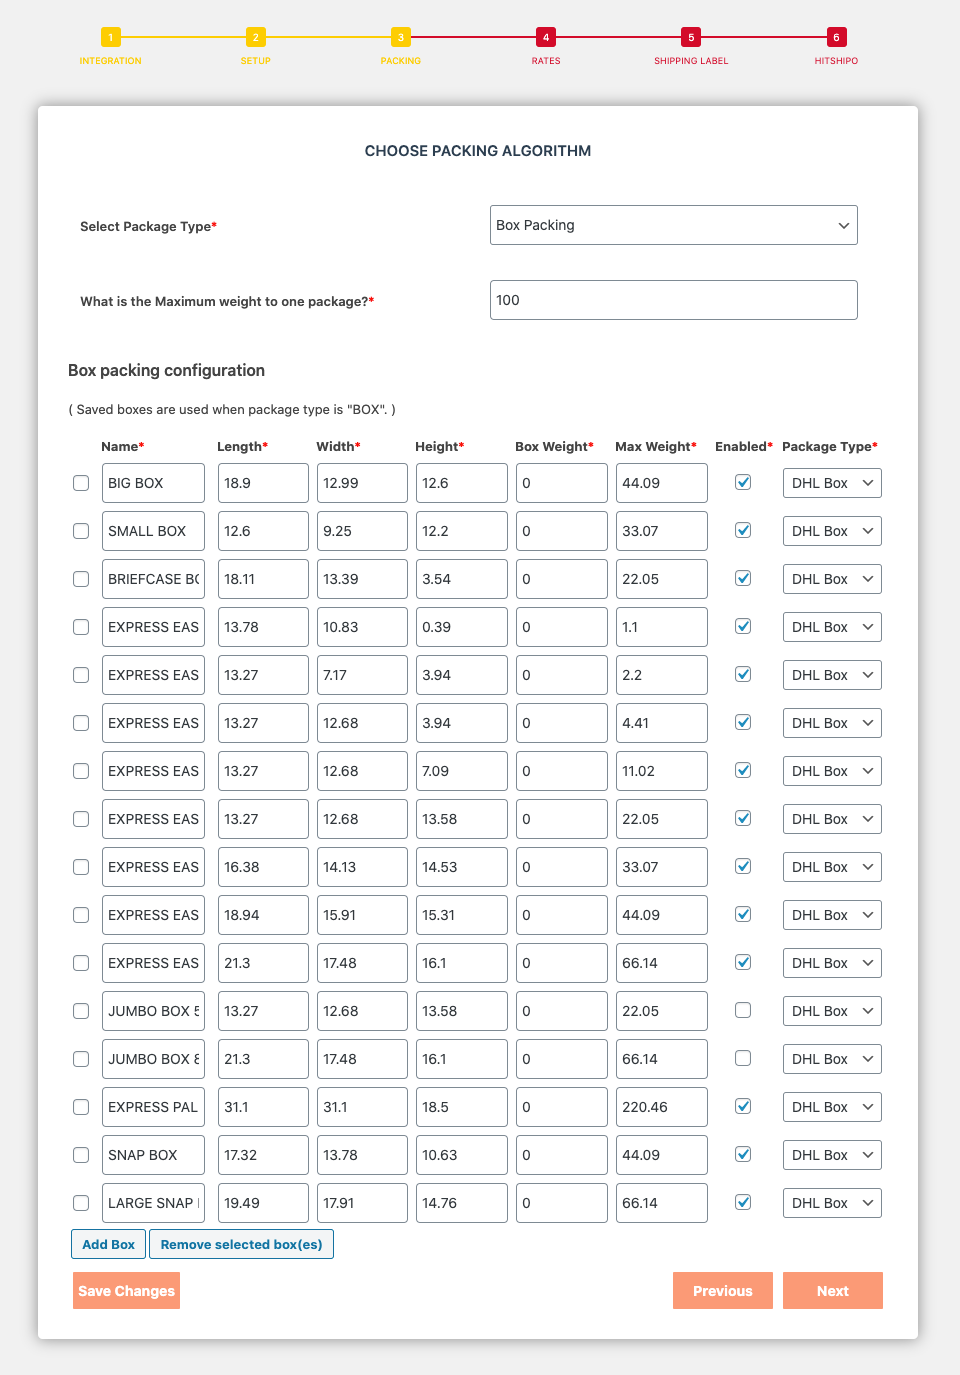 1 2 3 4 5 6
INTEGRATION SETUP PACKING RATES SHIPPING LABEL HITSHIPO
CHOOSE PACKING ALGORITHM
Select Package Type* Box Packing
What is the Maximum weight to one package?* 100
Box packing configuration
( Saved boxes are used when package type is "BOX". )
Name* Length* Width* Height* Box Weight* Max Weight* Enabled* Package Type*
BIG BOX 18.9 12.99 12.6 0 44.09 DHL Box
SMALL BOX 12.6 9.25 12.2 0 33.07 DHL Box
BRIEFCASE BO 18.11 13.39 3.54 0 22.05 DHL Box
EXPRESS EAS 13.78 10.83 0.39 0 1.1 DHL Box
EXPRESS EAS 13.27 7.17 3.94 0 2.2 DHL Box
EXPRESS EAS 13.27 12.68 3.94 0 4.41 DHL Box
EXPRESS EAS 13.27 12.68 7.09 0 11.02 DHL Box
EXPRESS EAS 13.27 12.68 13.58 0 22.05 DHL Box
EXPRESS EAS 16.38 14.13 14.53 0 33.07 DHL Box
EXPRESS EAS 18.94 15.91 15.31 0 44.09 DHL Box
EXPRESS EAS 21.3 17.48 16.1 0 66.14 DHL Box
JUMBO BOX 5 13.27 12.68 13.58 0 22.05 DHL Box
JUMBO BOX 8 21.3 17.48 16.1 0 66.14 DHL Box
EXPRESS PAL 31.1 31.1 18.5 0 220.46 DHL Box
SNAP BOX 17.32 13.78 10.63 0 44.09 DHL Box
LARGE SNAP 19.49 17.91 14.76 0 66.14 DHL Box
Add Box Remove selected box(es)
Save Changes Previous Next